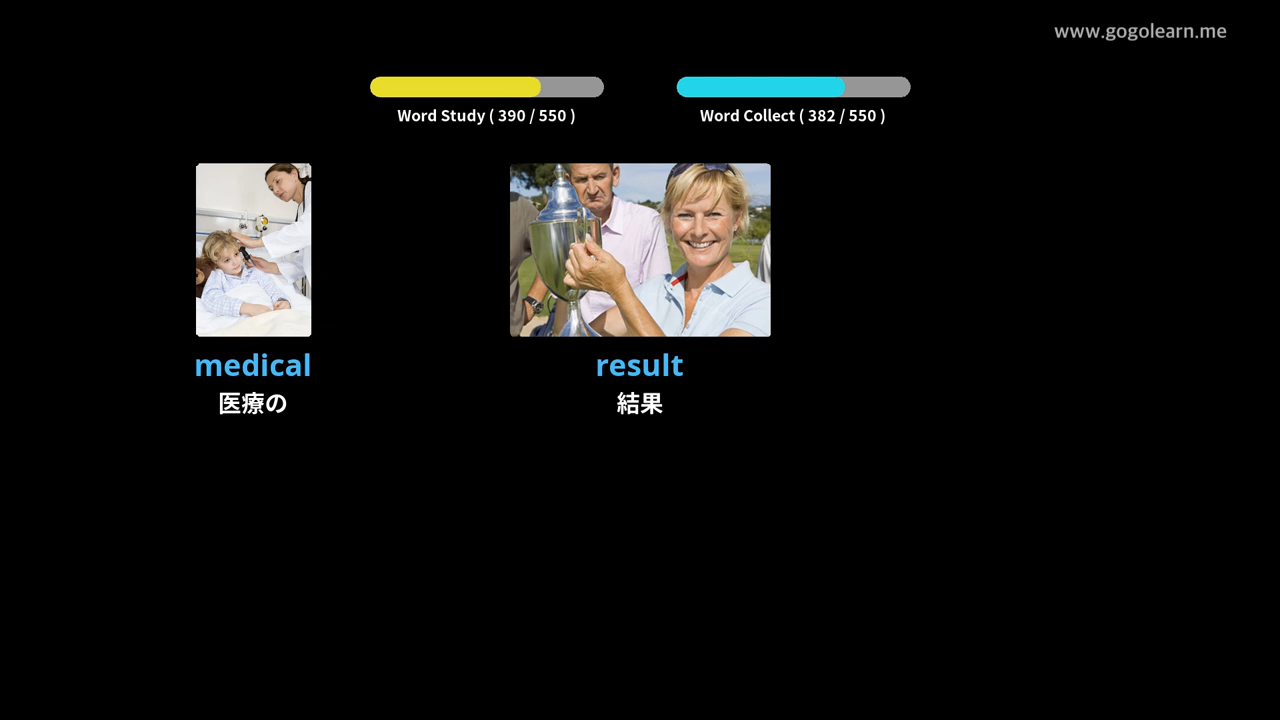 www.gogolearn.me
Word Study ( 390 / 550 )
Word Collect ( 382 / 550 )
medical
医療の
result
結果